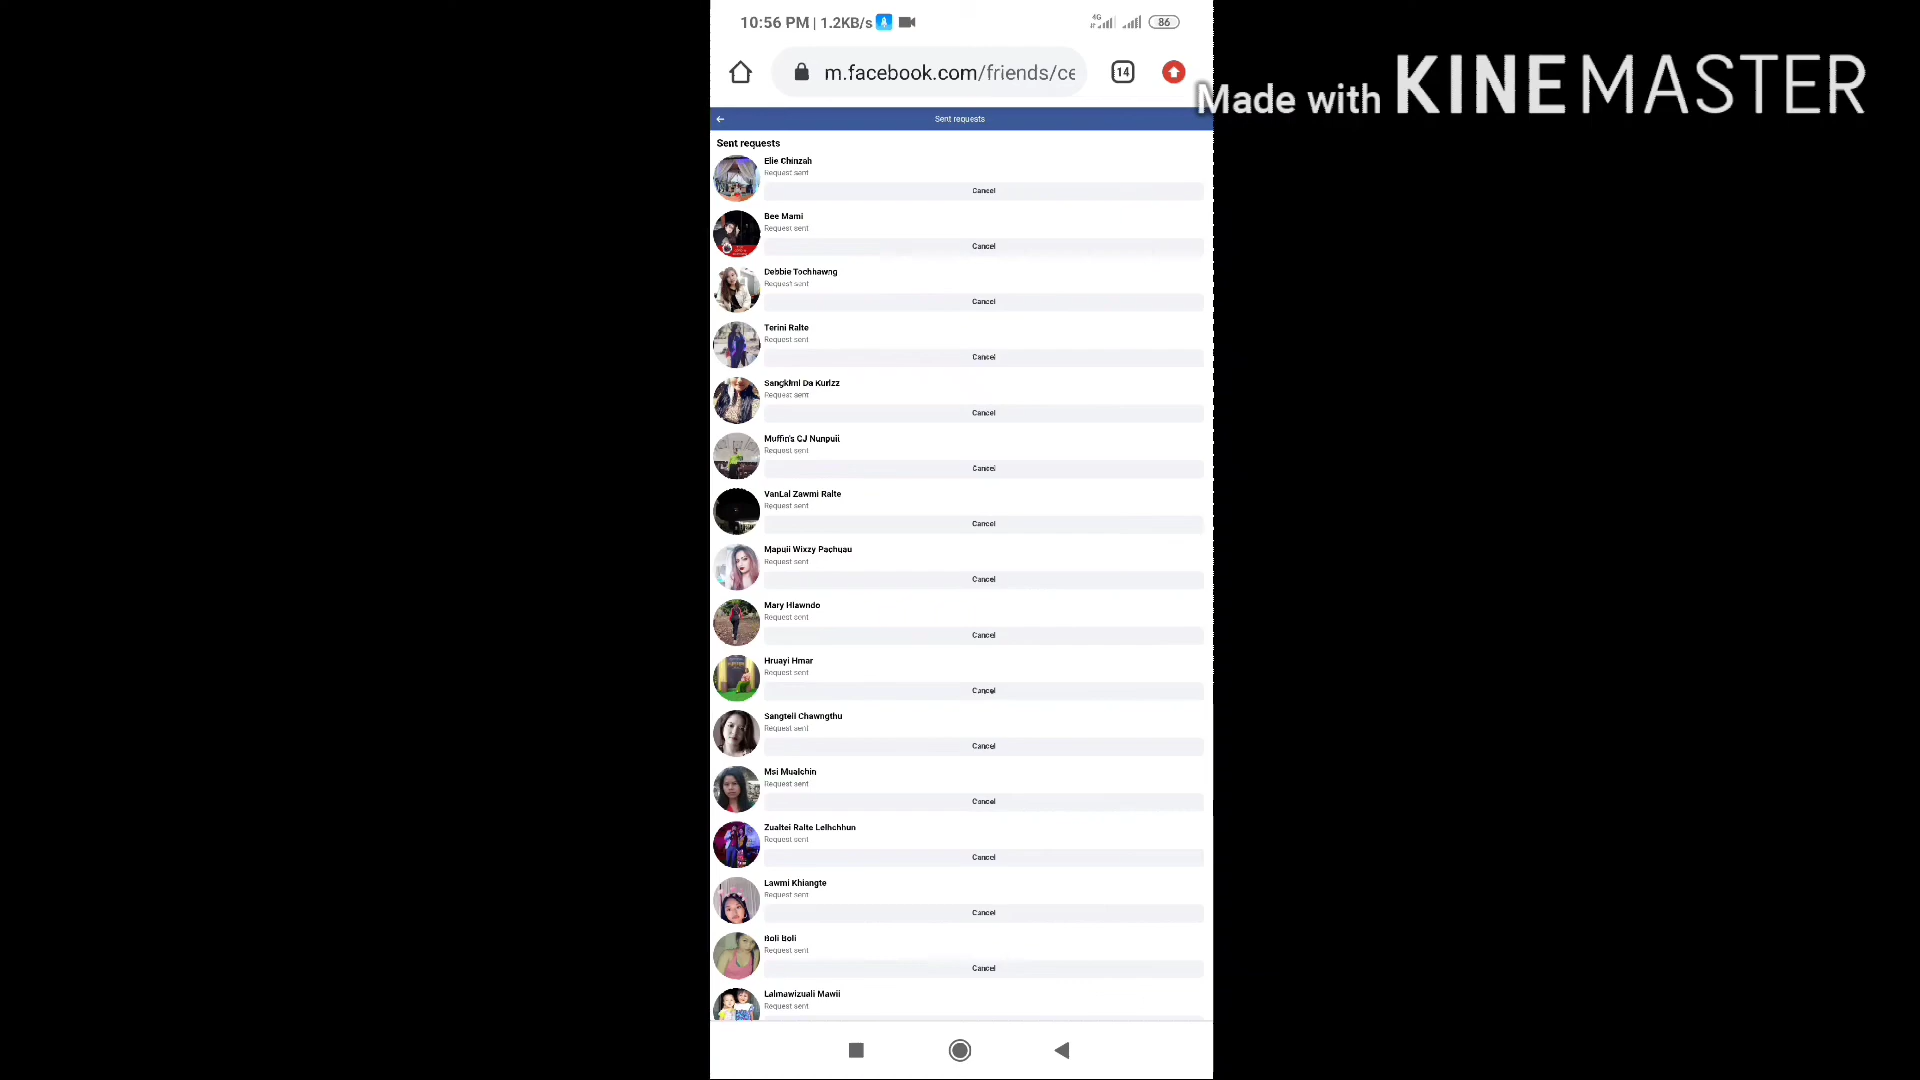 10:56 PM | 1.2KB/s
4G
86
m.facebook.com/friends/ce
14
Made with KINEMASTER
Sent requests
Sent requests
Elie Chinzah
Request sent
Cancel
Bee Mami
Request sent
Cancel
Debbie Tochhawng
Request sent
Cancel
Terini Ralte
Request sent
Cancel
Sangkimi Da Kurlzz
Request sent
Cancel
Muffin's CJ Nunpuii
Request sent
Cancel
VanLal Zawmi Ralte
Request sent
Cancel
Mapuii Wixzy Pachuau
Request sent
Cancel
Mary Hlawndo
Request sent
Cancel
Hruayi Hmar
Request sent
Cancel
Sangteii Chawngthu
Request sent
Cancel
Msi Mualchin
Request sent
Cancel
Zualtei Ralte Lelhchhun
Request sent
Cancel
Lawmi Khiangte
Request sent
Cancel
Boli Boli
Request sent
Cancel
Lalmawizuali Mawii
Request sent